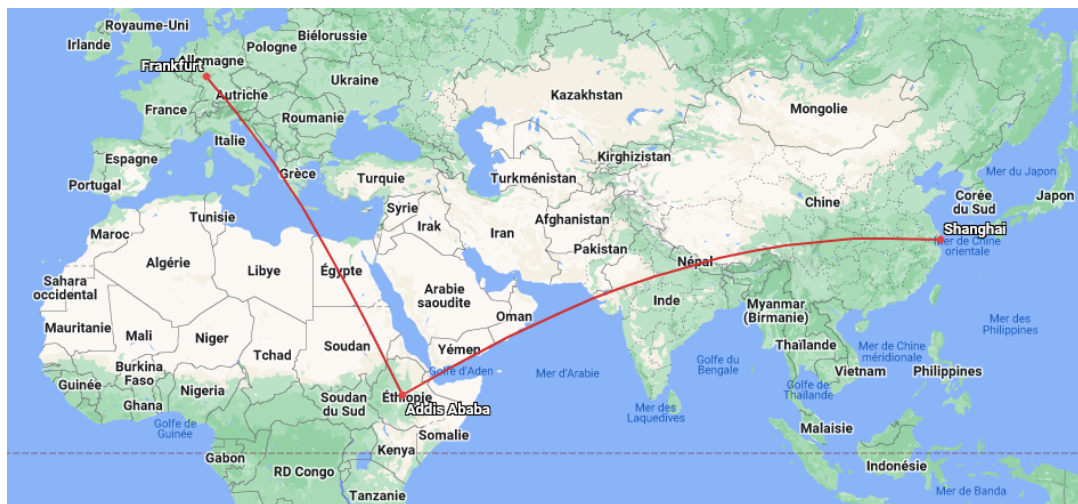 Royaume-Uni
Irlande
Biélorussie
Pologne
Allemagne
Frankfurt
Ukraine
Autriche
France
Roumanie
Italie
Kazakhstan
Mongolie
Espagne
Portugal
Grèce
Turquie
Kirghizistan
Turkménistan
Mer du Japon
Corée
du Sud
Japon
Chine
Syrie
Irak
Iran
Afghanistan
Pakistan
Tunisie
Maroc
Shanghai
Mer de Chine
orientale
Algérie
Libye
Égypte
Népal
Sahara
occidental
Arabie
saoudite
Oman
Inde
Myanmar
(Birmanie)
Mauritanie
Mali
Niger
Tchad
Soudan
Yémen
Mer des
Philippines
Thaïlande
Mer de Chine
méridionale
Burkina
Faso
Guinée
Ghana
Nigeria
Golfe d'Aden
Mer d'Arabie
Golfe du
Bengale
Vietnam
Philippines
Golfe de
Thaïlande
Soudan
du Sud
Éthiopie
Addis Ababa
Mer des
Laquedives
Golfe de
Guinée
Somalie
Malaisie
Gabon
Kenya
RD Congo
Indonésie
Tanzanie
Mer de Banda